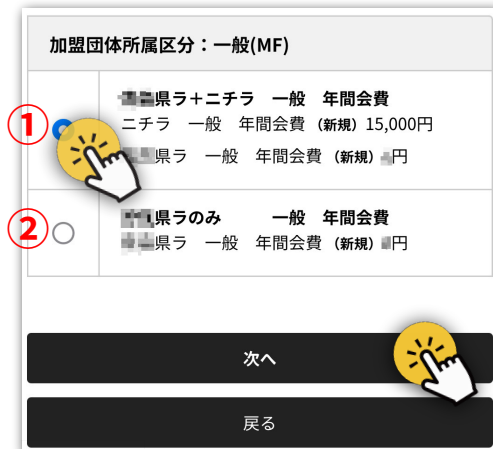 加盟団体所属区分：一般(MF)
①
県ラ＋ニチラ 一般 年間会費
ニチラ 一般 年間会費 (新規) 15,000円
県ラ 一般 年間会費 (新規) 円
②
県ラのみ 一般 年間会費
県ラ 一般 年間会費 (新規) 円
次へ
戻る